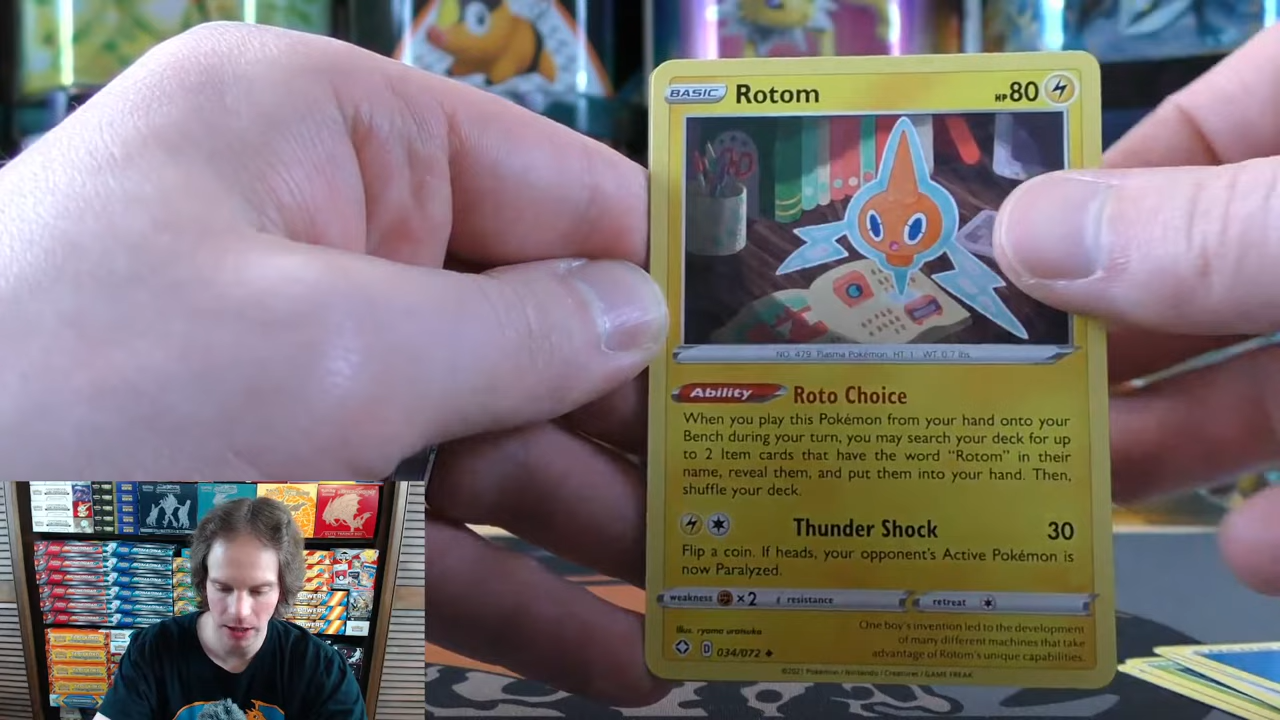 BASIC Rotom HP 80
NO. 479 Plasma Pokémon HT: 1 WT: 0.7 lbs.
Ability Roto Choice
When you play this Pokémon from your hand onto your
Bench during your turn, you may search your deck for up
to 2 Item cards that have the word “Rotom” in their
name, reveal them, and put them into your hand. Then,
shuffle your deck.
Thunder Shock 30
Flip a coin. If heads, your opponent's Active Pokémon is
now Paralyzed.
weakness ×2 resistance retreat
Illus. ryoma uratsuka
D 034/072
One boy's invention led to the development
of many different machines that take
advantage of Rotom's unique capabilities.
©2021 Pokémon / Nintendo / Creatures / GAME FREAK